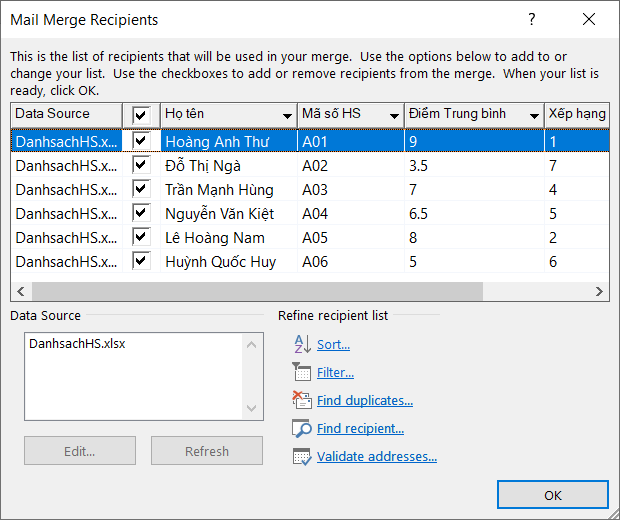 Mail Merge Recipients
This is the list of recipients that will be used in your merge. Use the options below to add to or
change your list. Use the checkboxes to add or remove recipients from the merge. When your list is
ready, click OK.
Data Source Họ tên Mã số HS Điểm Trung bình Xếp hạng
DanhsachHS.x... Hoàng Anh Thư A01 9 1
DanhsachHS.x... Đỗ Thị Ngà A02 3.5 7
DanhsachHS.x... Trần Mạnh Hùng A03 7 4
DanhsachHS.x... Nguyễn Văn Kiệt A04 6.5 5
DanhsachHS.x... Lê Hoàng Nam A05 8 2
DanhsachHS.x... Huỳnh Quốc Huy A06 5 6
Data Source
DanhsachHS.xlsx
Edit... Refresh
Refine recipient list
Sort...
Filter...
Find duplicates...
Find recipient...
Validate addresses...
OK